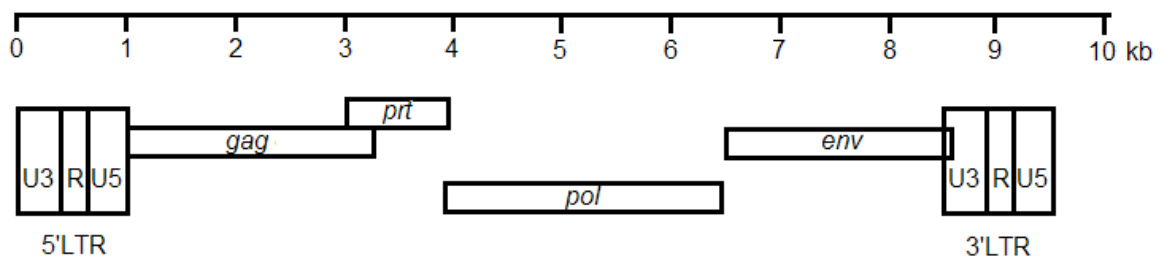 0 1 2 3 4 5 6 7 8 9 10 kb
prt
gag env
U3 R U5 U3 R U5
pol
5'LTR 3'LTR